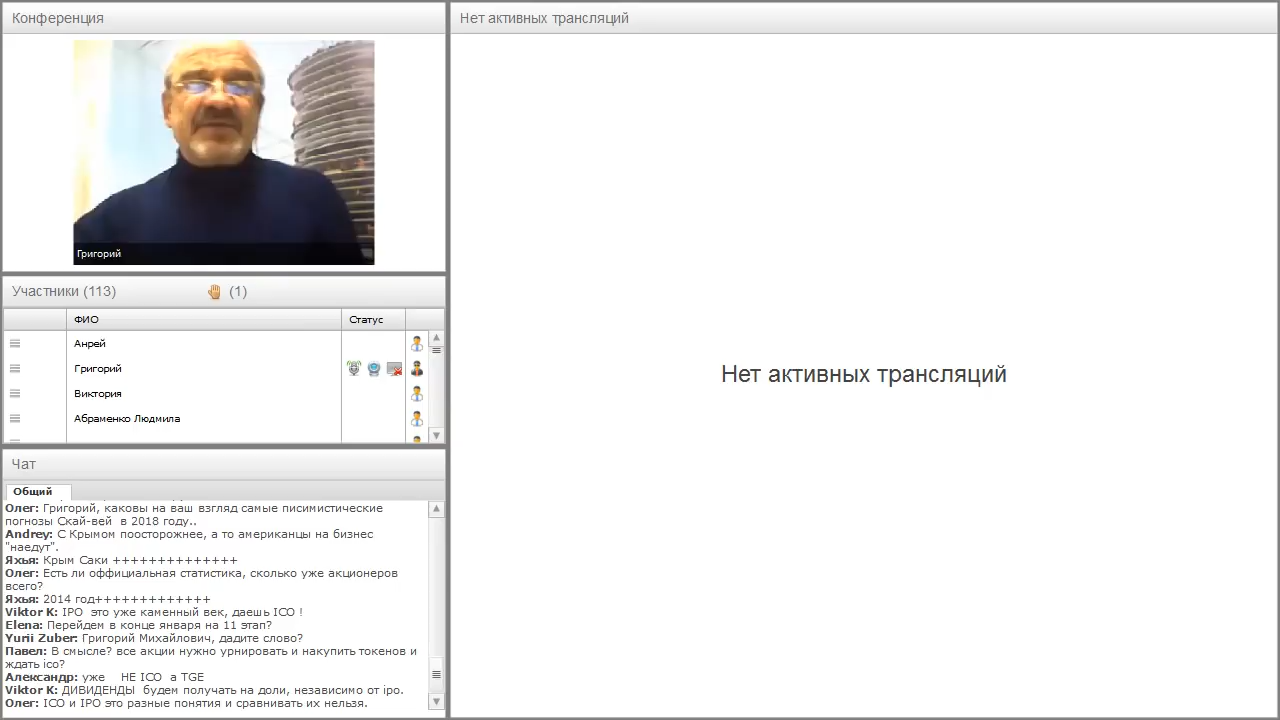 Конференция
Нет активных трансляций
Григорий
Участники (113) (1)
ФИО Статус
Анрей
Григорий
Виктория
Абраменко Людмила
Чат
Общий
Олег: Григорий, каковы на ваш взгляд самые писимистические
погнозы Скай-вей в 2018 году..
Andrey: С Крымом поосторожнее, а то американцы на бизнес
"наедут".
Яхья: Крым Саки ++++++++++++++
Олег: Есть ли оффициальная статистика, сколько уже акционеров
всего?
Яхья: 2014 год+++++++++++++
Viktor K: IPO это уже каменный век, даешь ICO !
Elena: Перейдем в конце января на 11 этап?
Yurii Zuber: Григорий Михайлович, дадите слово?
Павел: В смысле? все акции нужно урнировать и накупить токенов и
ждать ico?
Александр: уже НЕ ICO а TGE
Viktor K: ДИВИДЕНДЫ будем получать на доли, независимо от ipo.
Олег: ICO и IPO это разные понятия и сравнивать их нельзя.
Нет активных трансляций